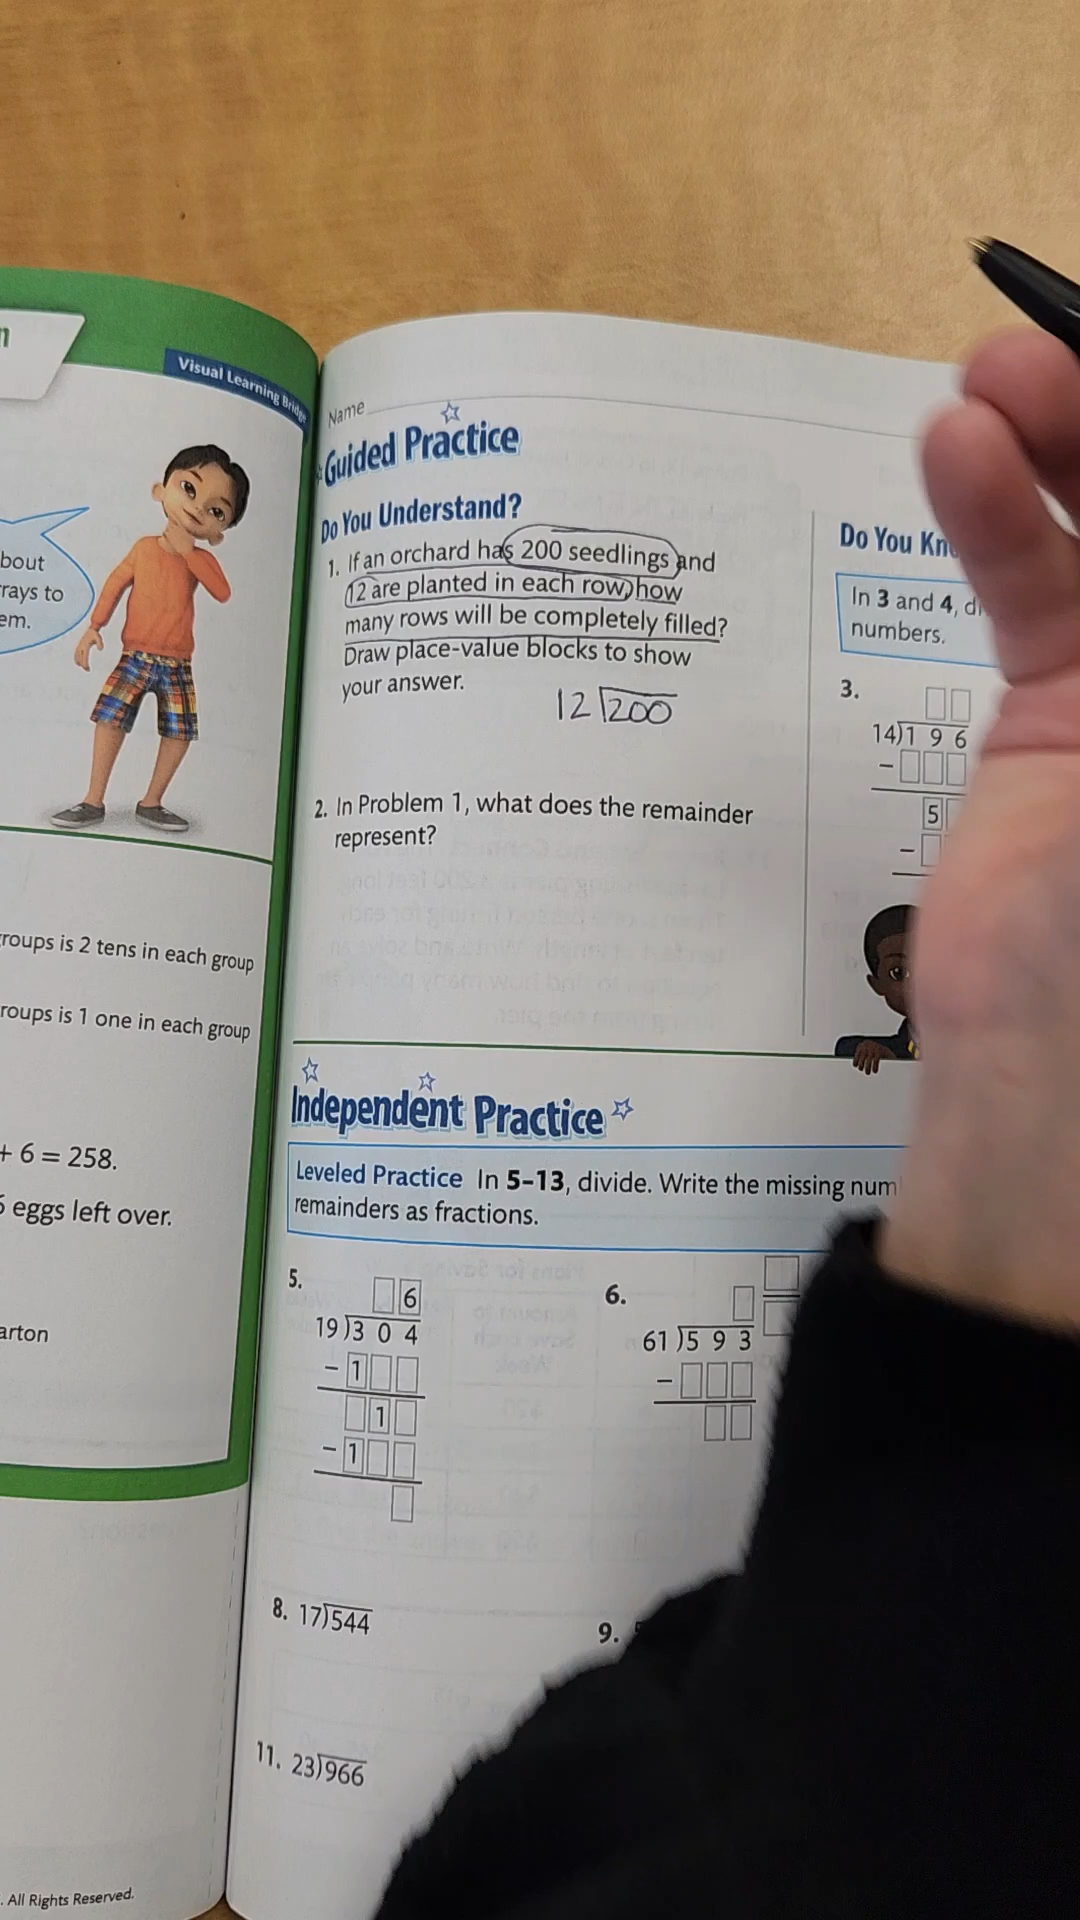 Visual Learning Bridge
bout
rays to
em.
roups is 2 tens in each group
roups is 1 one in each group
+ 6 = 258.
eggs left over.
arton
. All Rights Reserved.
Name
Guided Practice
Do You Understand?
1. If an orchard has 200 seedlings and
12 are planted in each row, how
many rows will be completely filled?
Draw place-value blocks to show
your answer.
12)200
2. In Problem 1, what does the remainder
represent?
Do You Kn
In 3 and 4, di
numbers.
3.
14)1 9 6
−
5
−
Independent Practice
Leveled Practice In 5–13, divide. Write the missing num
remainders as fractions.
5.
6
19)3 0 4
− 1
1
− 1
6.
61)5 9 3
−
8. 17)544
9.
11. 23)966